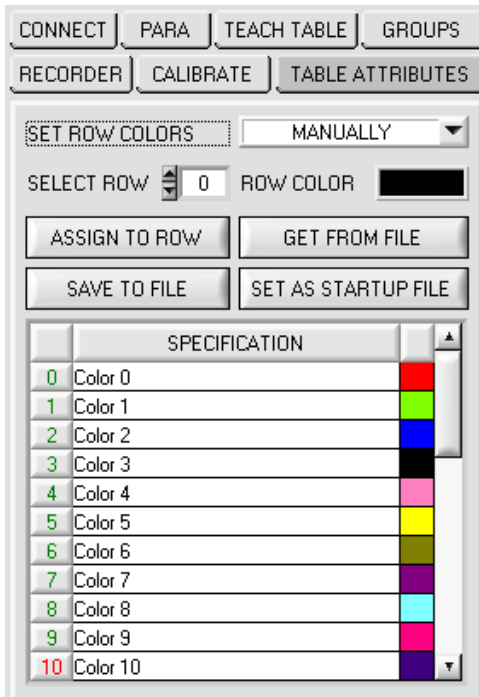 CONNECT PARA TEACH TABLE GROUPS
RECORDER CALIBRATE TABLE ATTRIBUTES
SET ROW COLORS MANUALLY
SELECT ROW 0 ROW COLOR
ASSIGN TO ROW GET FROM FILE
SAVE TO FILE SET AS STARTUP FILE
SPECIFICATION
0 Color 0
1 Color 1
2 Color 2
3 Color 3
4 Color 4
5 Color 5
6 Color 6
7 Color 7
8 Color 8
9 Color 9
10 Color 10